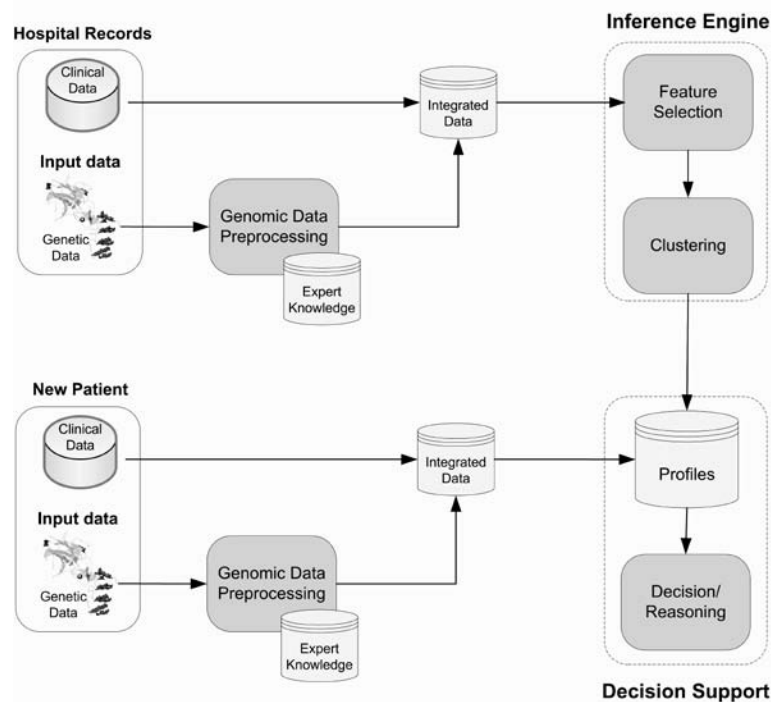 Hospital Records
Clinical
Data
Input data
Genetic
Data
Genomic Data
Preprocessing
Expert
Knowledge
Integrated
Data
Inference Engine
Feature
Selection
Clustering
New Patient
Clinical
Data
Input data
Genetic
Data
Genomic Data
Preprocessing
Expert
Knowledge
Integrated
Data
Profiles
Decision/
Reasoning
Decision Support